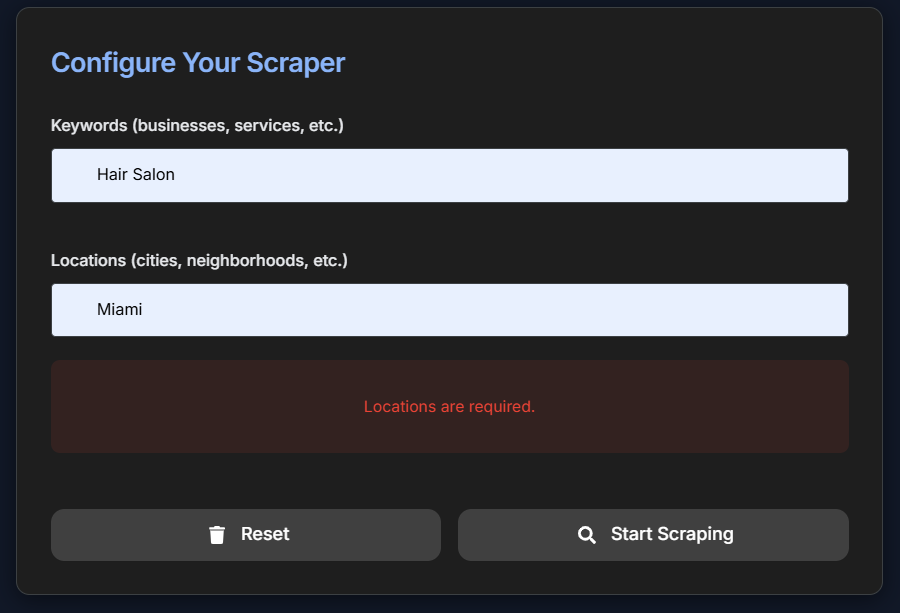 Configure Your Scraper
Keywords (businesses, services, etc.)
Hair Salon
Locations (cities, neighborhoods, etc.)
Miami
Locations are required.
Reset
Start Scraping